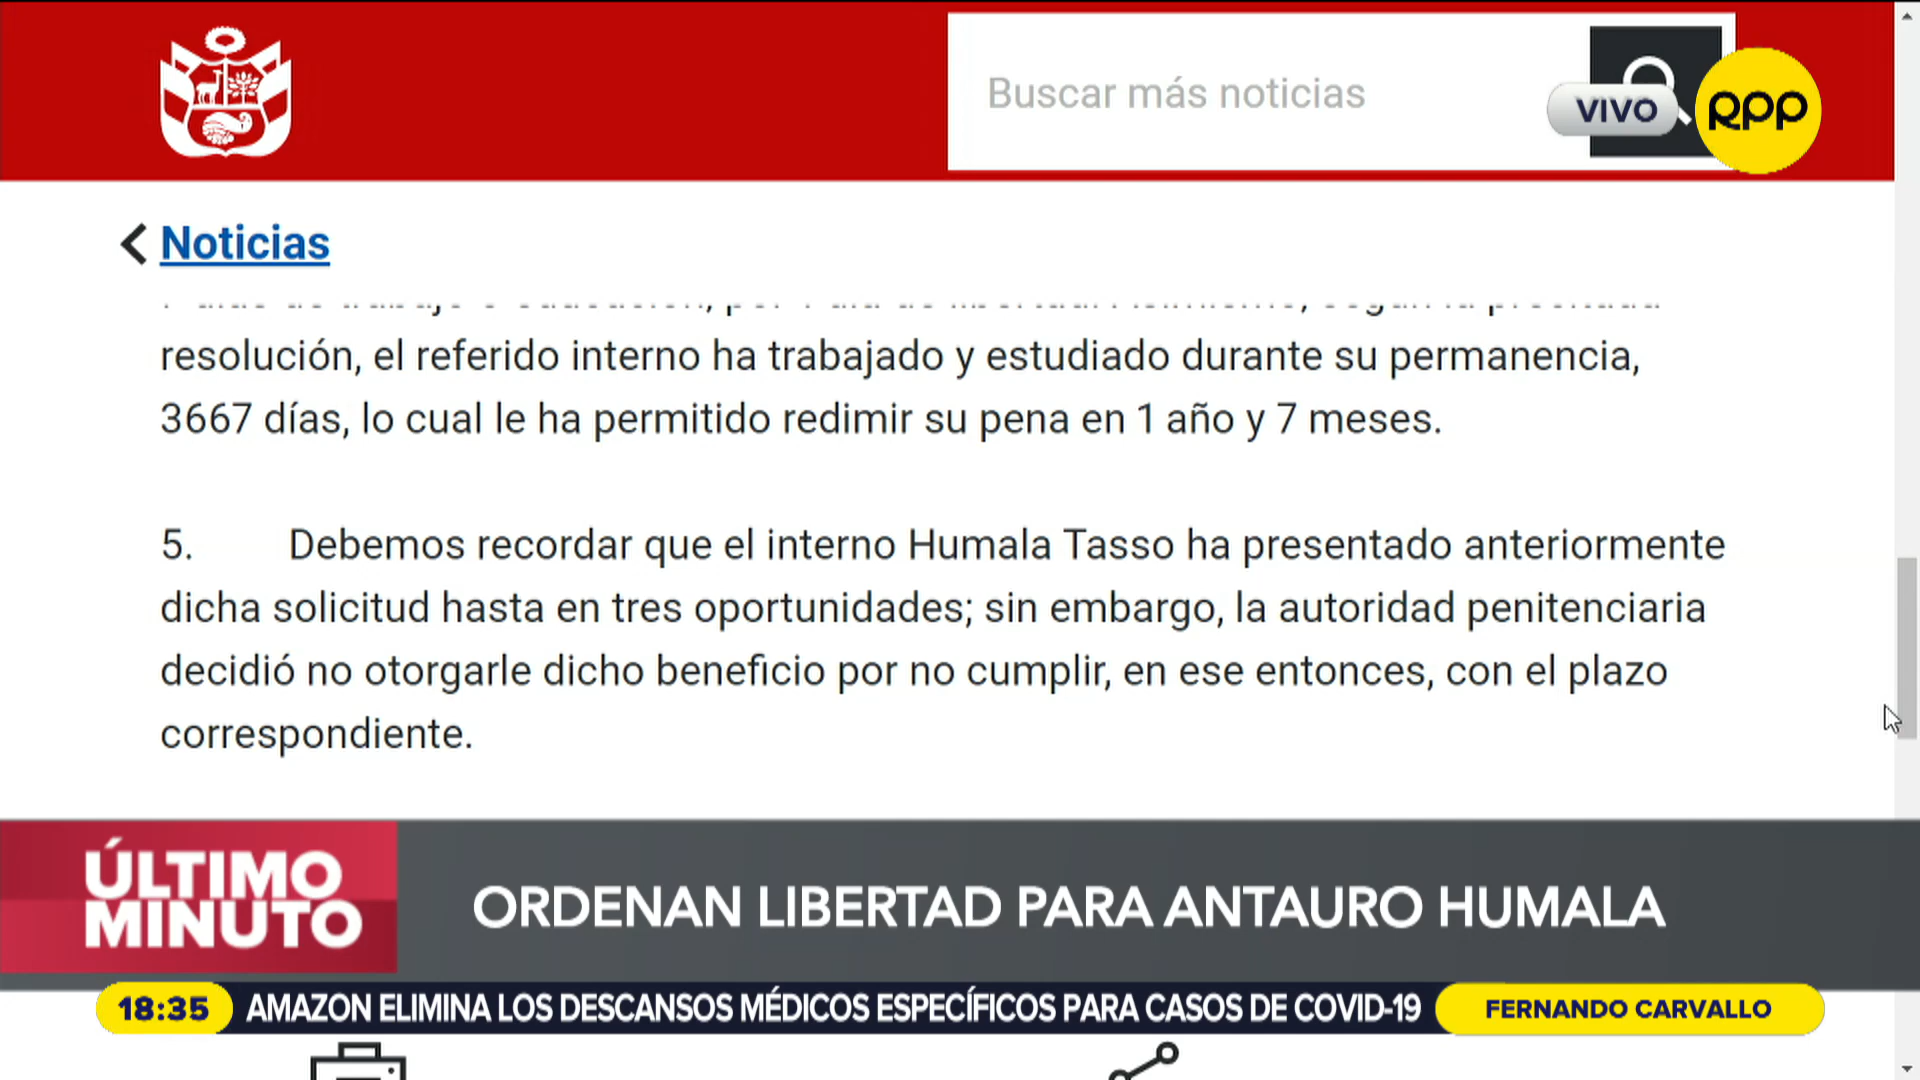 Buscar más noticias
VIVO
rpp
Noticias
resolución, el referido interno ha trabajado y estudiado durante su permanencia,
3667 días, lo cual le ha permitido redimir su pena en 1 año y 7 meses.
5. Debemos recordar que el interno Humala Tasso ha presentado anteriormente
dicha solicitud hasta en tres oportunidades; sin embargo, la autoridad penitenciaria
decidió no otorgarle dicho beneficio por no cumplir, en ese entonces, con el plazo
correspondiente.
ÚLTIMO
MINUTO
ORDENAN LIBERTAD PARA ANTAURO HUMALA
18:35 AMAZON ELIMINA LOS DESCANSOS MÉDICOS ESPECÍFICOS PARA CASOS DE COVID-19 FERNANDO CARVALLO